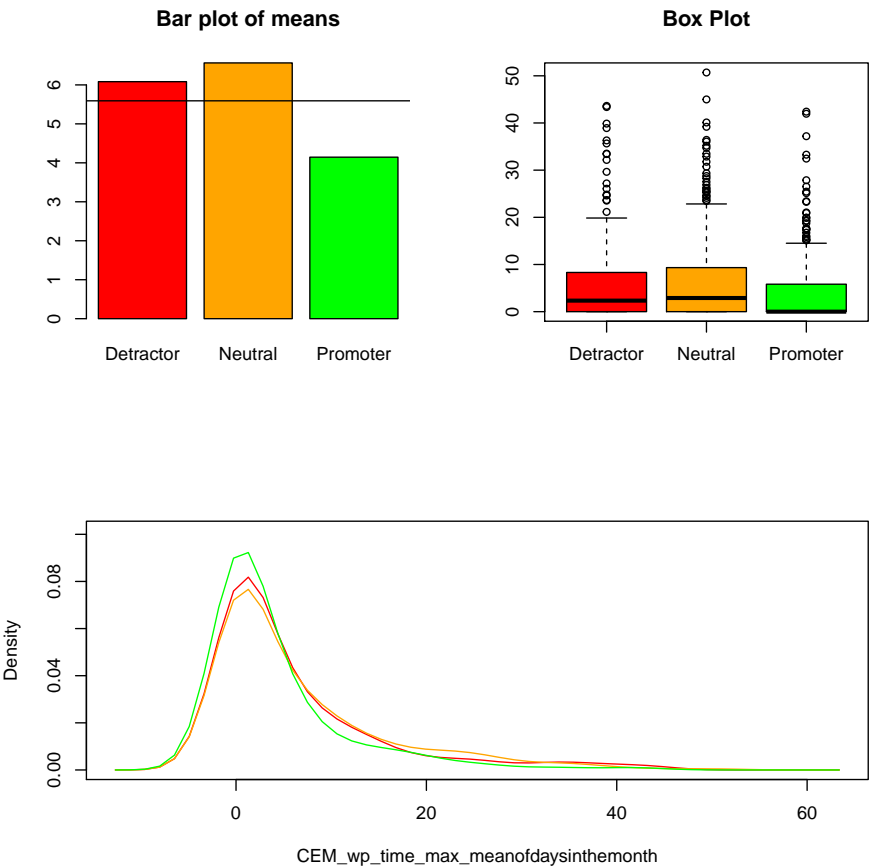 Bar plot of means
0
1
2
3
4
5
6
Detractor Neutral Promoter
Box Plot
0
10
20
30
40
50
Detractor Neutral Promoter
Density
0.00
0.04
0.08
0 20 40 60
CEM_wp_time_max_meanofdaysinthemonth